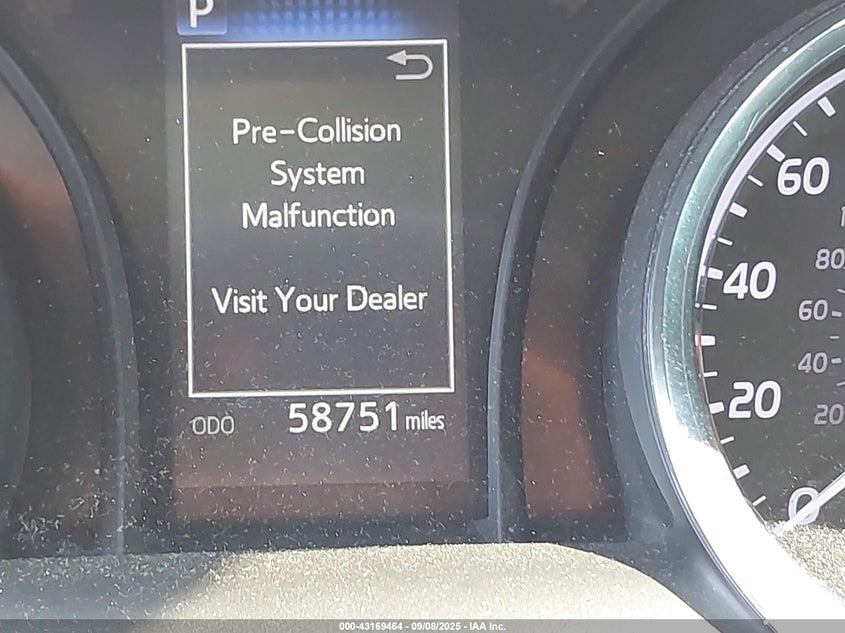 P
Pre-Collision
System
Malfunction
Visit Your Dealer
ODO 58751 miles
60
40
20
0
80
60
40
20
000-43169464 - 09/08/2025 - IAA Inc.